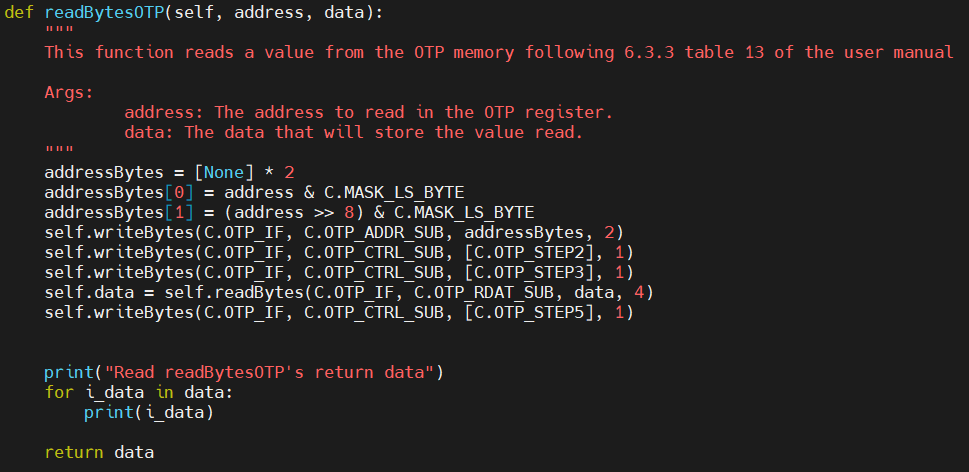 def readBytesOTP(self, address, data):
    """
    This function reads a value from the OTP memory following 6.3.3 table 13 of the user manual

    Args:
            address: The address to read in the OTP register.
            data: The data that will store the value read.
    """
    addressBytes = [None] * 2
    addressBytes[0] = address & C.MASK_LS_BYTE
    addressBytes[1] = (address >> 8) & C.MASK_LS_BYTE
    self.writeBytes(C.OTP_IF, C.OTP_ADDR_SUB, addressBytes, 2)
    self.writeBytes(C.OTP_IF, C.OTP_CTRL_SUB, [C.OTP_STEP2], 1)
    self.writeBytes(C.OTP_IF, C.OTP_CTRL_SUB, [C.OTP_STEP3], 1)
    self.data = self.readBytes(C.OTP_IF, C.OTP_RDAT_SUB, data, 4)
    self.writeBytes(C.OTP_IF, C.OTP_CTRL_SUB, [C.OTP_STEP5], 1)


    print("Read readBytesOTP's return data")
    for i_data in data:
        print(i_data)

    return data